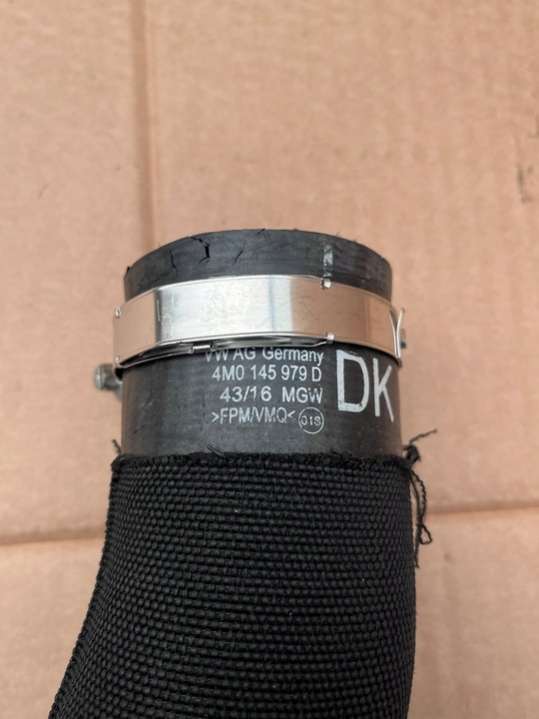 VW AG Germany
4M0 145 979 D
43/16 MGW
>FPM/VMQ<
DK